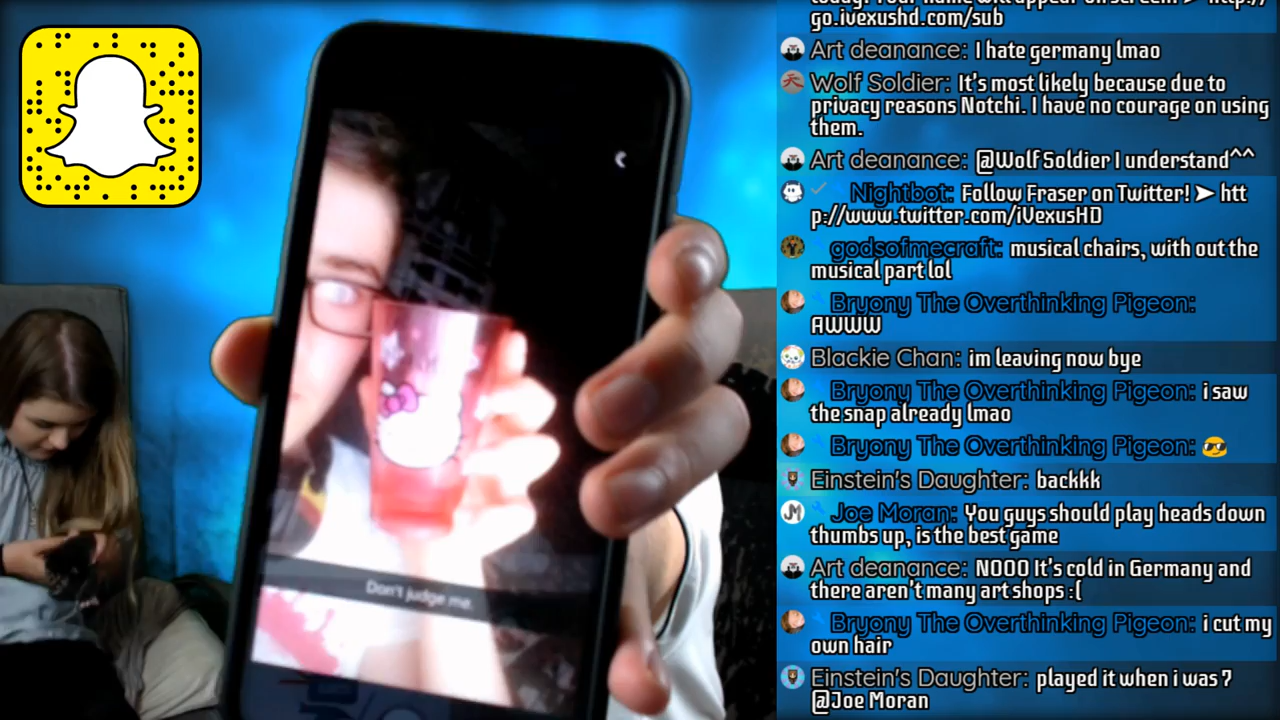 Don't judge me.
go.ivexushd.com/sub
Art deanance: I hate germany lmao
Wolf Soldier: It's most likely because due to
privacy reasons Notchi. I have no courage on using
them.
Art deanance: @Wolf Soldier I understand^^
Nightbot: Follow Fraser on Twitter! ➤ htt
p://www.twitter.com/iVexusHD
godsofmecraft: musical chairs, with out the
musical part lol
Bryony The Overthinking Pigeon:
AWWW
Blackie Chan: im leaving now bye
Bryony The Overthinking Pigeon: i saw
the snap already lmao
Bryony The Overthinking Pigeon: 😎
Einstein's Daughter: backkk
Joe Moran: You guys should play heads down
thumbs up, is the best game
Art deanance: NOOO It's cold in Germany and
there aren't many art shops :(
Bryony The Overthinking Pigeon: i cut my
own hair
Einstein's Daughter: played it when i was 7
@Joe Moran